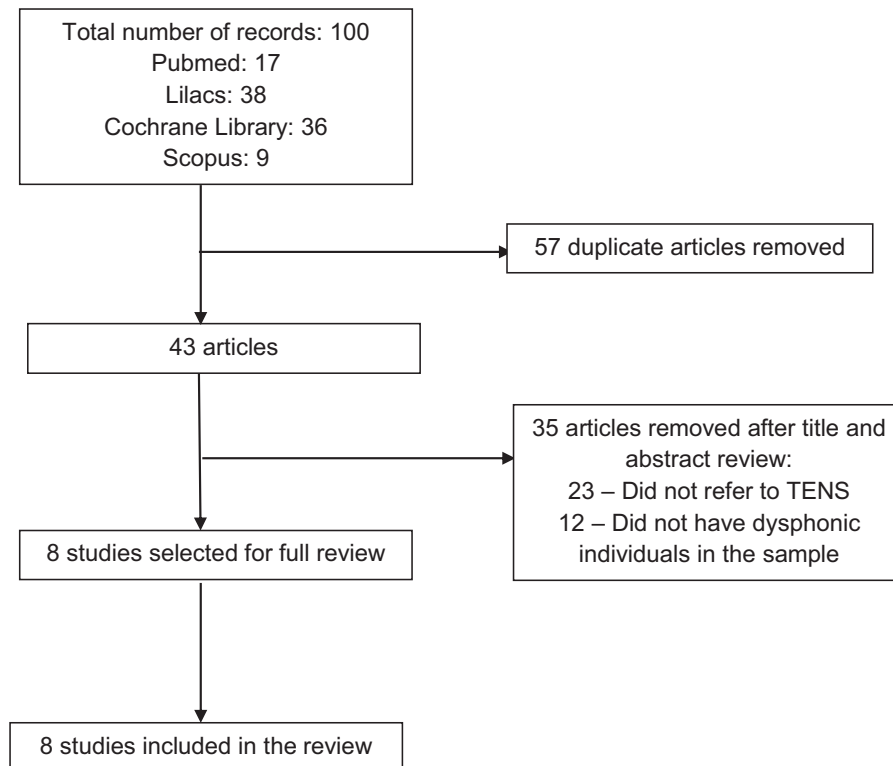 Total number of records: 100
Pubmed: 17
Lilacs: 38
Cochrane Library: 36
Scopus: 9
57 duplicate articles removed
43 articles
35 articles removed after title and
abstract review:
23 – Did not refer to TENS
12 – Did not have dysphonic
individuals in the sample
8 studies selected for full review
8 studies included in the review